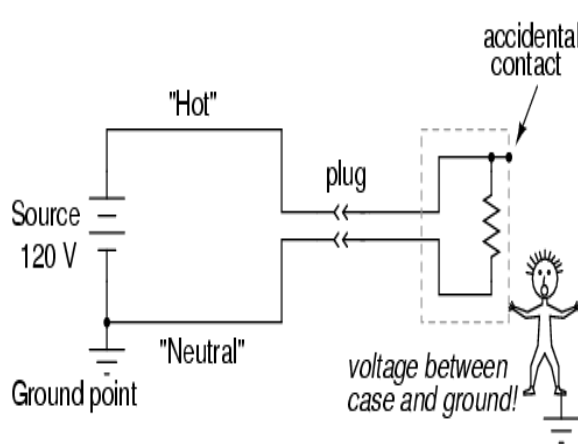 accidental
contact
"Hot"
plug
Source
120 V
"Neutral"
Ground point
voltage between
case and ground!